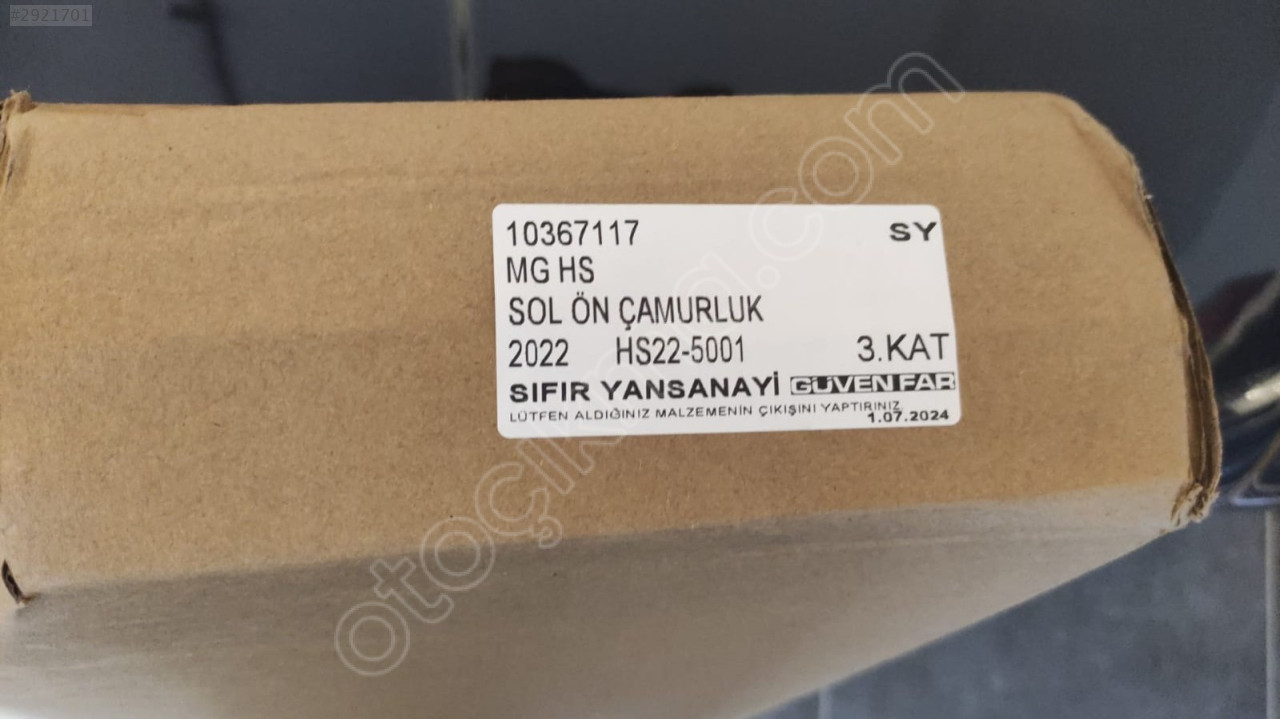 #2921701
10367117 SY
MG HS
SOL ÖN ÇAMURLUK
2022 HS22-5001 3.KAT
SIFIR YANSANAYİ GÜVEN FAR
LÜTFEN ALDIĞINIZ MALZEMENİN ÇIKIŞINI YAPTIRINIZ.
1.07.2024
otoçıkma.com